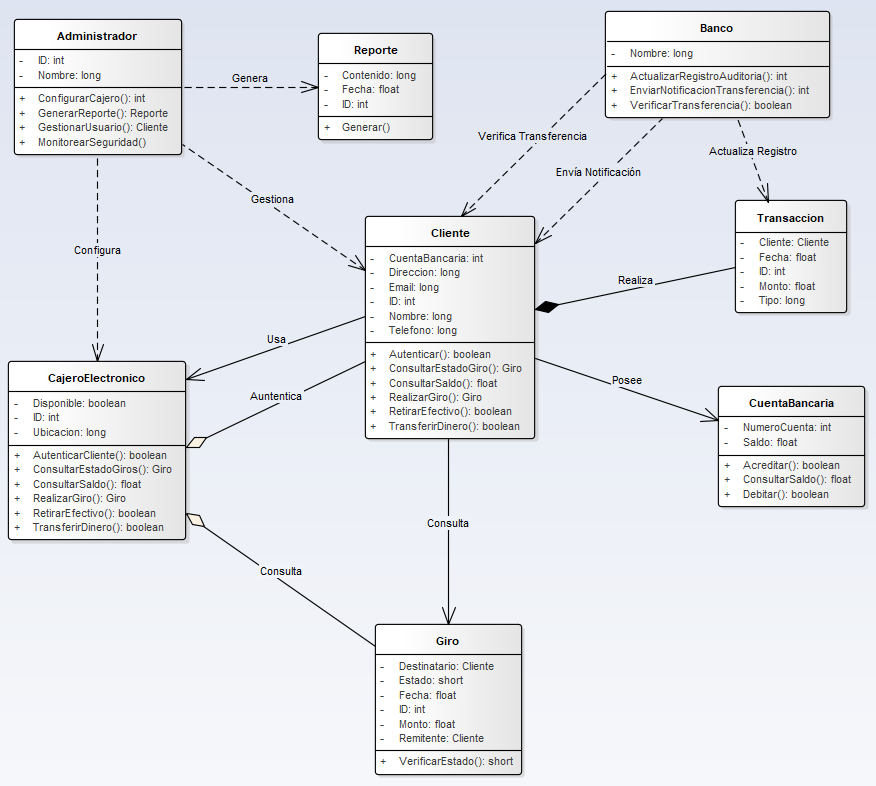 Administrador
- ID: int
- Nombre: long
+ ConfigurarCajero(): int
+ GenerarReporte(): Reporte
+ GestionarUsuario(): Cliente
+ MonitorearSeguridad()
Genera
Reporte
- Contenido: long
- Fecha: float
- ID: int
+ Generar()
Banco
- Nombre: long
+ ActualizarRegistroAuditoria(): int
+ EnviarNotificacionTransferencia(): int
+ VerificarTransferencia(): boolean
Verifica Transferencia
Envía Notificación
Actualiza Registro
Gestiona
Configura
Cliente
- CuentaBancaria: int
- Direccion: long
- Email: long
- ID: int
- Nombre: long
- Telefono: long
+ Autenticar(): boolean
+ ConsultarEstadoGiro(): Giro
+ ConsultarSaldo(): float
+ RealizarGiro(): Giro
+ RetirarEfectivo(): boolean
+ TransferirDinero(): boolean
Transaccion
- Cliente: Cliente
- Fecha: float
- ID: int
- Monto: float
- Tipo: long
Realiza
Usa
Auntentica
Posee
CajeroElectronico
- Disponible: boolean
- ID: int
- Ubicacion: long
+ AutenticarCliente(): boolean
+ ConsultarEstadoGiros(): Giro
+ ConsultarSaldo(): float
+ RealizarGiro(): Giro
+ RetirarEfectivo(): boolean
+ TransferirDinero(): boolean
CuentaBancaria
- NumeroCuenta: int
- Saldo: float
+ Acreditar(): boolean
+ ConsultarSaldo(): float
+ Debitar(): boolean
Consulta
Consulta
Giro
- Destinatario: Cliente
- Estado: short
- Fecha: float
- ID: int
- Monto: float
- Remitente: Cliente
+ VerificarEstado(): short